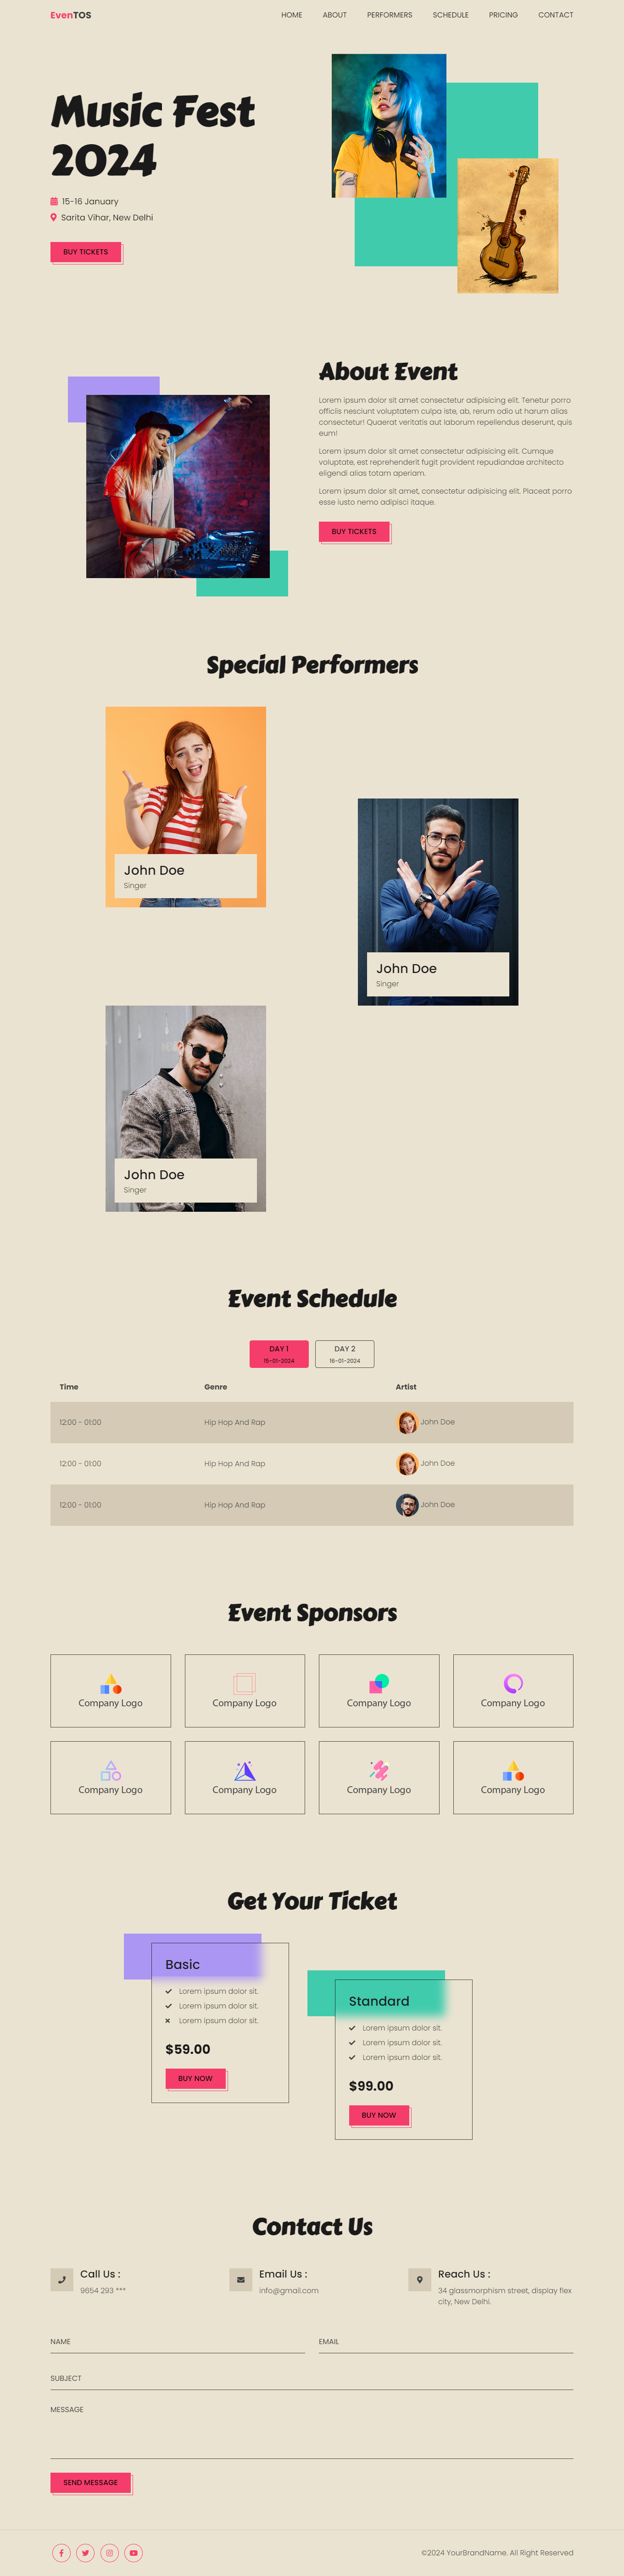 EvenTOS
HOME ABOUT PERFORMERS SCHEDULE PRICING CONTACT
Music Fest
2024
15-16 January
Sarita Vihar, New Delhi
BUY TICKETS
About Event
Lorem ipsum dolor sit amet consectetur adipisicing elit. Tenetur porro
officiis nesciunt voluptatem culpa iste, ab, rerum odio ut harum alias
consectetur! Quaerat veritatis aut laborum repellendus deserunt, quis
eum!
Lorem ipsum dolor sit amet consectetur adipisicing elit. Cumque
voluptate, est reprehenderit fugit provident repudiandae architecto
eligendi alias totam aperiam.
Lorem ipsum dolor sit amet, consectetur adipisicing elit. Placeat porro
esse iusto nemo adipisci itaque.
BUY TICKETS
Special Performers
John Doe
Singer
John Doe
Singer
John Doe
Singer
Event Schedule
DAY 1
15-01-2024
DAY 2
16-01-2024
Time Genre Artist
12:00 - 01:00 Hip Hop And Rap John Doe
12:00 - 01:00 Hip Hop And Rap John Doe
12:00 - 01:00 Hip Hop And Rap John Doe
Event Sponsors
Company Logo Company Logo Company Logo Company Logo
Company Logo Company Logo Company Logo Company Logo
Get Your Ticket
Basic
Lorem ipsum dolor sit.
Lorem ipsum dolor sit.
Lorem ipsum dolor sit.
$59.00
BUY NOW
Standard
Lorem ipsum dolor sit.
Lorem ipsum dolor sit.
Lorem ipsum dolor sit.
$99.00
BUY NOW
Contact Us
Call Us :
9654 293 ***
Email Us :
info@gmail.com
Reach Us :
34 glassmorphism street, display flex
city, New Delhi.
NAME EMAIL
SUBJECT
MESSAGE
SEND MESSAGE
©2024 YourBrandName. All Right Reserved